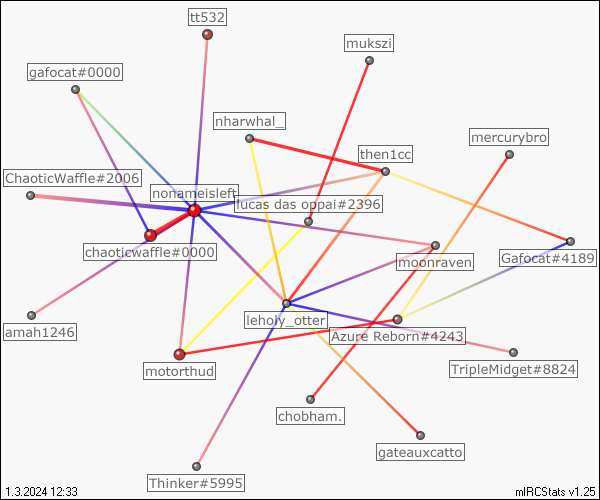 tt532
mukszi
gafocat#0000
nharwhal_
mercurybro
then1cc
ChaoticWaffle#2006
nonameisleft
lucas das oppai#2396
chaoticwaffle#0000
Gafocat#4189
moonraven
leholy_otter
amah1246
Azure Reborn#4243
motorthud
TripleMidget#8824
chobham.
gateauxcatto
Thinker#5995
1.3.2024 12:33
mIRCStats v1.25